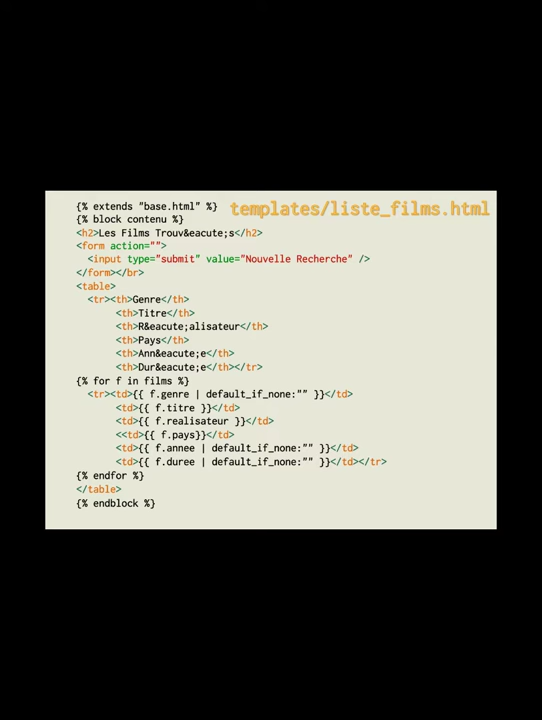 templates/liste_films.html
{% extends "base.html" %}
{% block contenu %}
<h2>Les Films Trouv&eacute;s</h2>
<form action="">
<input type="submit" value="Nouvelle Recherche" />
</form></br>
<table>
<tr><th>Genre</th>
<th>Titre</th>
<th>R&eacute;alisateur</th>
<th>Pays</th>
<th>Ann&eacute;e</th>
<th>Dur&eacute;e</th></tr>
{% for f in films %}
<tr><td>{{ f.genre | default_if_none:"" }}</td>
<td>{{ f.titre }}</td>
<td>{{ f.realisateur }}</td>
<<td>{{ f.pays}}</td>
<td>{{ f.annee | default_if_none:"" }}</td>
<td>{{ f.duree | default_if_none:"" }}</td></tr>
{% endfor %}
</table>
{% endblock %}